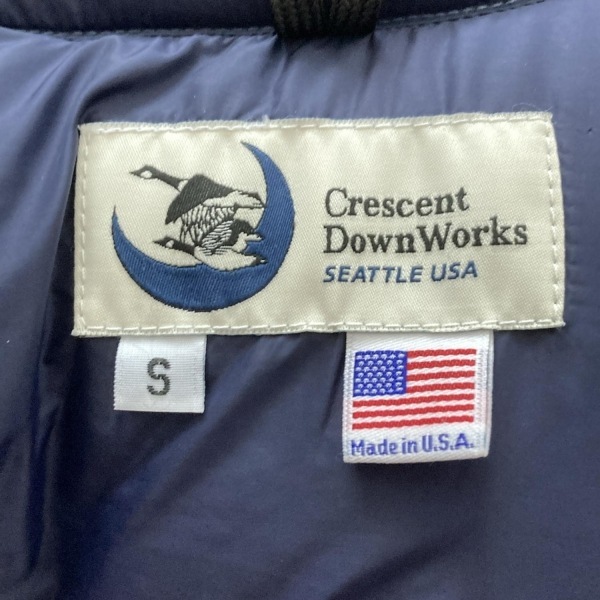 Crescent
DownWorks
SEATTLE USA
S
Made in U.S.A.